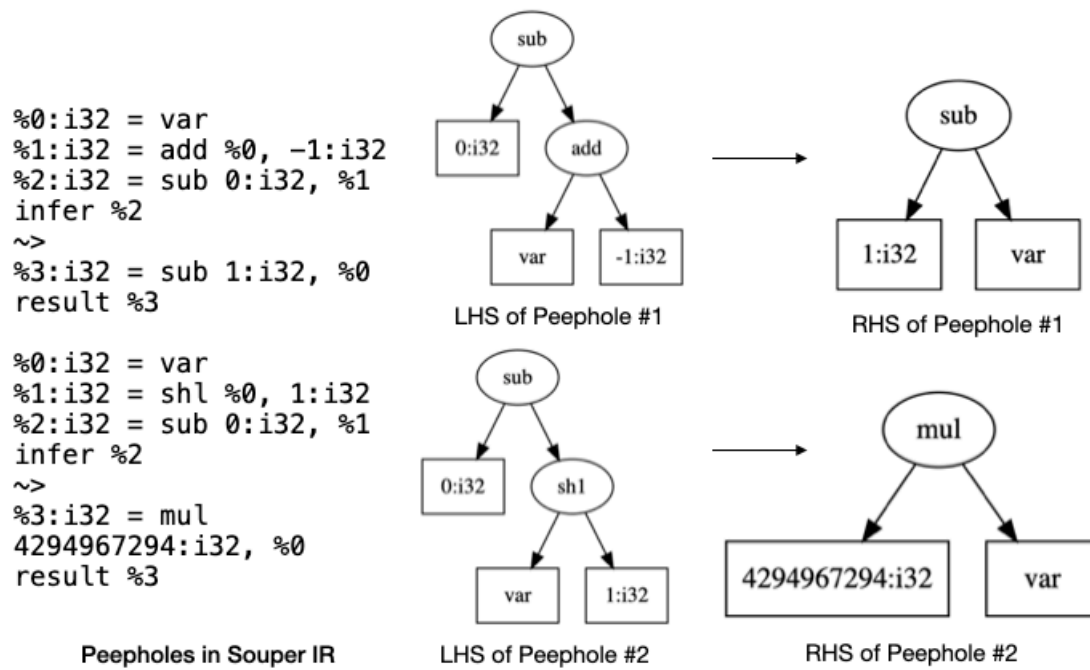 %0:i32 = var
%1:i32 = add %0, -1:i32
%2:i32 = sub 0:i32, %1
infer %2
~>
%3:i32 = sub 1:i32, %0
result %3
sub
0:i32
add
var
-1:i32
LHS of Peephole #1
sub
1:i32
var
RHS of Peephole #1
%0:i32 = var
%1:i32 = shl %0, 1:i32
%2:i32 = sub 0:i32, %1
infer %2
~>
%3:i32 = mul
4294967294:i32, %0
result %3
sub
0:i32
shl
var
1:i32
mul
4294967294:i32
var
Peepholes in Souper IR
LHS of Peephole #2
RHS of Peephole #2